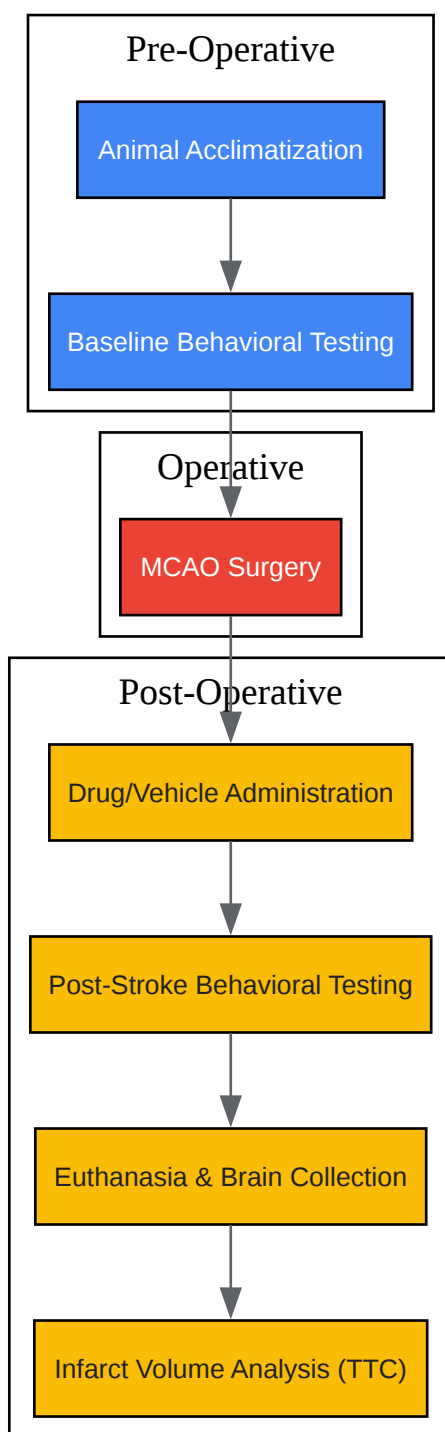 Pre-Operative
Animal Acclimatization
Baseline Behavioral Testing
Operative
MCAO Surgery
Post-Operative
Drug/Vehicle Administration
Post-Stroke Behavioral Testing
Euthanasia & Brain Collection
Infarct Volume Analysis (TTC)